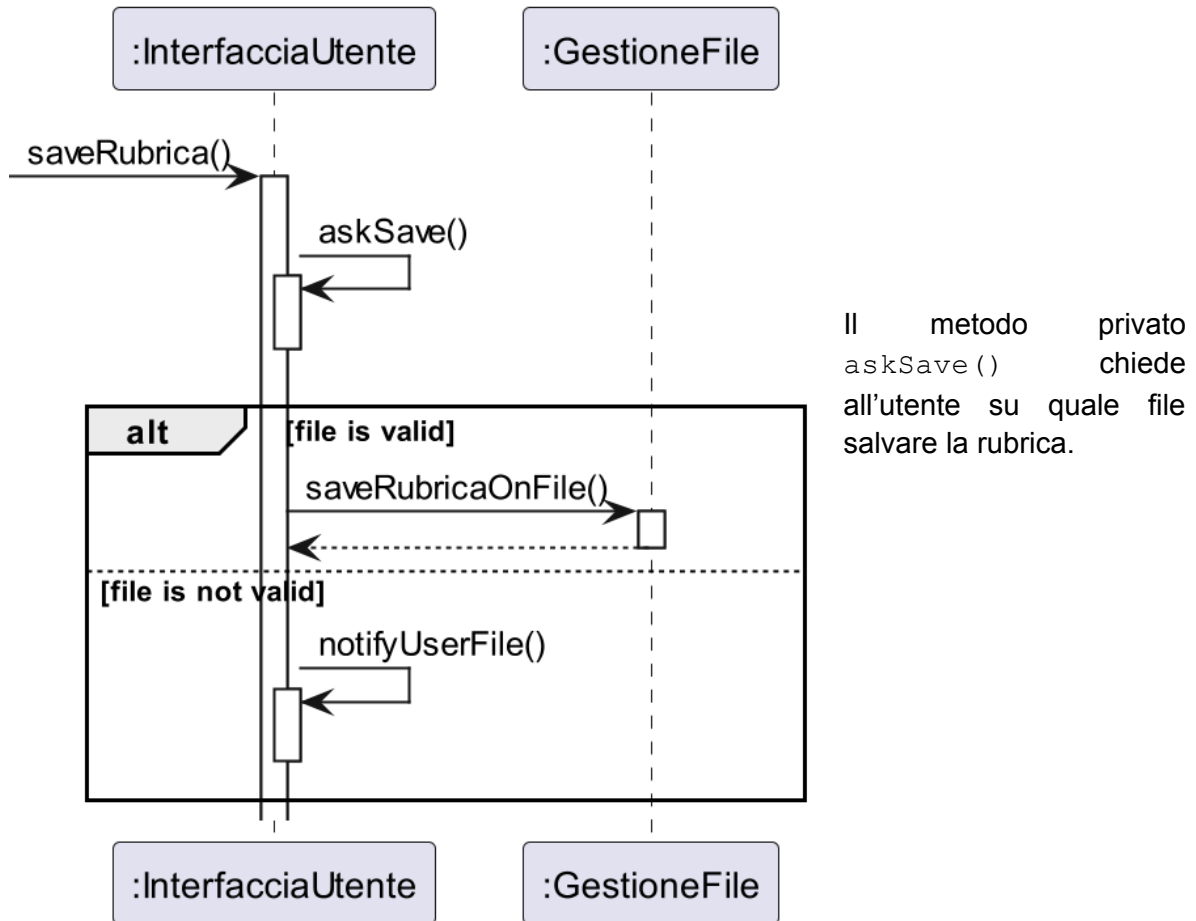 :InterfacciaUtente
:GestioneFile
saveRubrica()
askSave()
Il metodo privato
askSave() chiede
all’utente su quale file
salvare la rubrica.
alt
[file is valid]
saveRubricaOnFile()
[file is not valid]
notifyUserFile()
:InterfacciaUtente
:GestioneFile